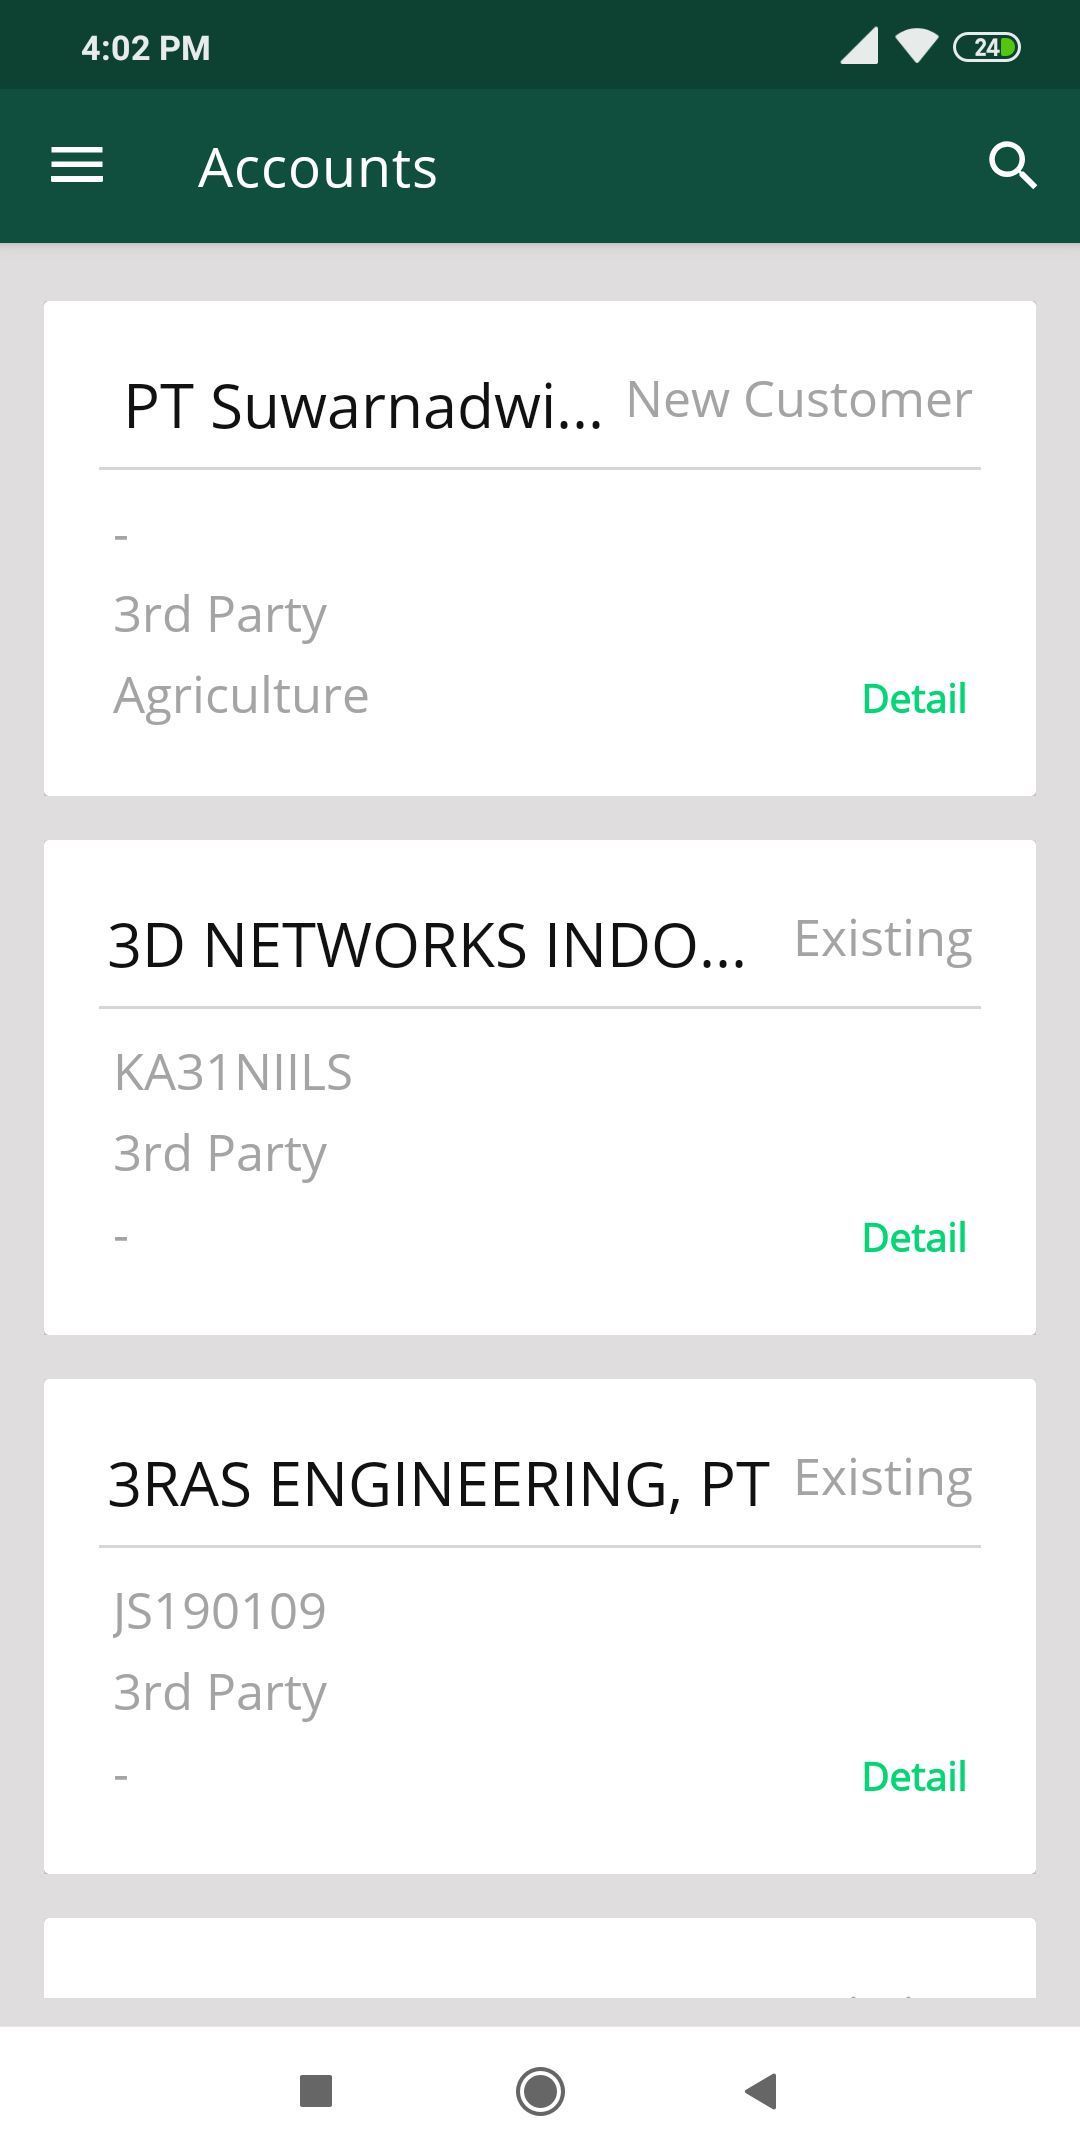 4:02 PM
24
Accounts
PT Suwarnadwi...
New Customer
-
3rd Party
Agriculture
Detail
3D NETWORKS INDO...
Existing
KA31NIILS
3rd Party
-
Detail
3RAS ENGINEERING, PT
Existing
JS190109
3rd Party
-
Detail